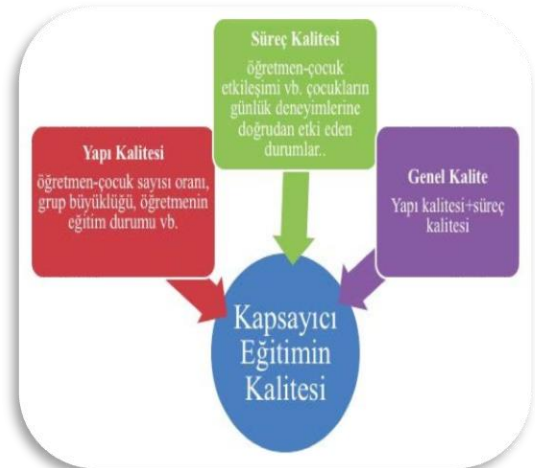 Süreç Kalitesi
öğretmen-çocuk
etkileşimi vb. çocukların
günlük deneyimlerine
doğrudan etki eden
durumlar..
Yapı Kalitesi
öğretmen-çocuk sayısı oranı,
grup büyüklüğü, öğretmenin
eğitim durumu vb.
Genel Kalite
Yapı kalitesi+süreç
kalitesi
Kapsayıcı
Eğitimin
Kalitesi